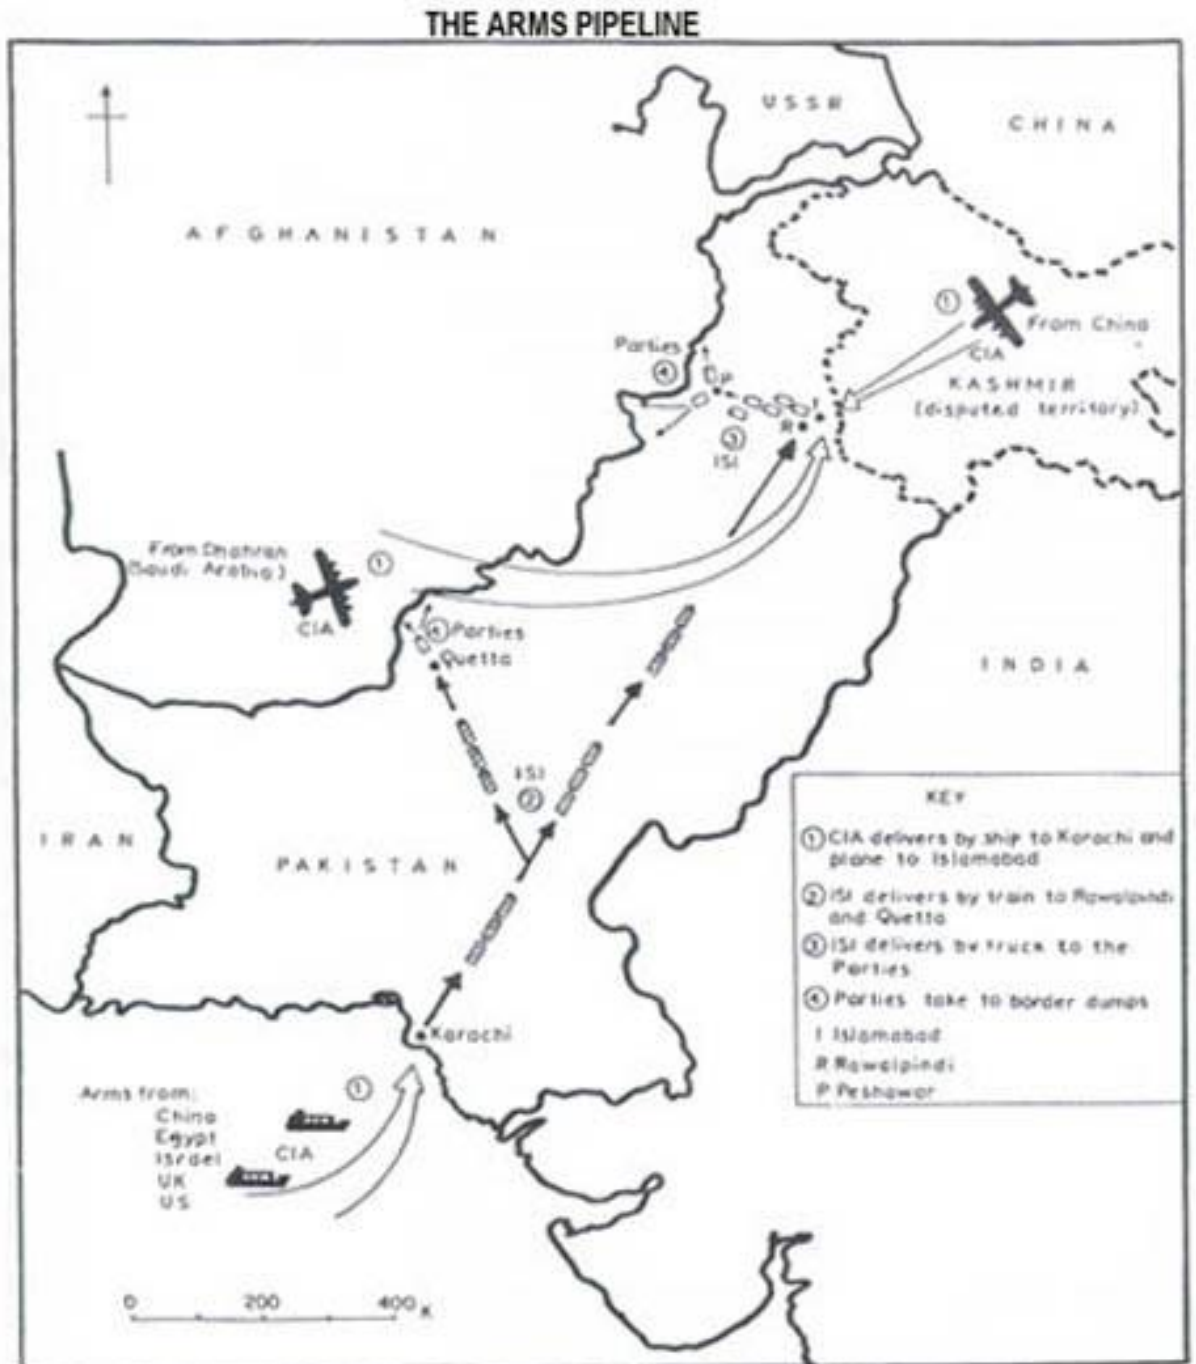 THE ARMS PIPELINE
USSR
CHINA
AFGHANISTAN
1
From China
CIA
Parties
4
P
KASHMIR
(disputed territory)
I
R
3
ISI
From Dhahran
(Saudi Arabia)
1
CIA
4 Parties
Quetta
INDIA
ISI
2
IRAN
PAKISTAN
KEY
1 CIA delivers by ship to Karachi and
plane to Islamabad
2 ISI delivers by train to Rawalpindi
and Quetta
3 ISI delivers by truck to the
Parties
4 Parties take to border dumps
I Islamabad
R Rawalpindi
P Peshawar
Karachi
Arms from:
China
Egypt
Israel
UK
US
1
CIA
0 200 400 K